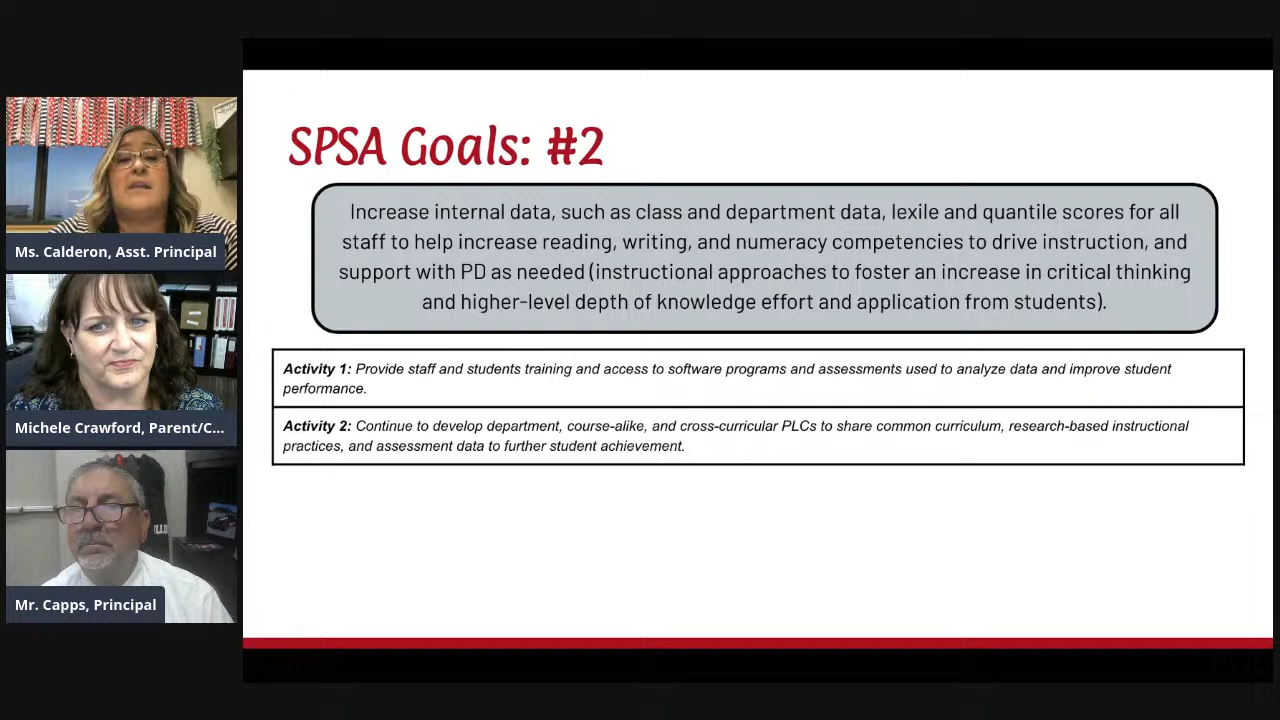 SPSA Goals: #2
Increase internal data, such as class and department data, lexile and quantile scores for all
staff to help increase reading, writing, and numeracy competencies to drive instruction, and
support with PD as needed (instructional approaches to foster an increase in critical thinking
and higher-level depth of knowledge effort and application from students).
Activity 1: Provide staff and students training and access to software programs and assessments used to analyze data and improve student
performance.
Activity 2: Continue to develop department, course-alike, and cross-curricular PLCs to share common curriculum, research-based instructional
practices, and assessment data to further student achievement.
Ms. Calderon, Asst. Principal
Michele Crawford, Parent/C...
Mr. Capps, Principal